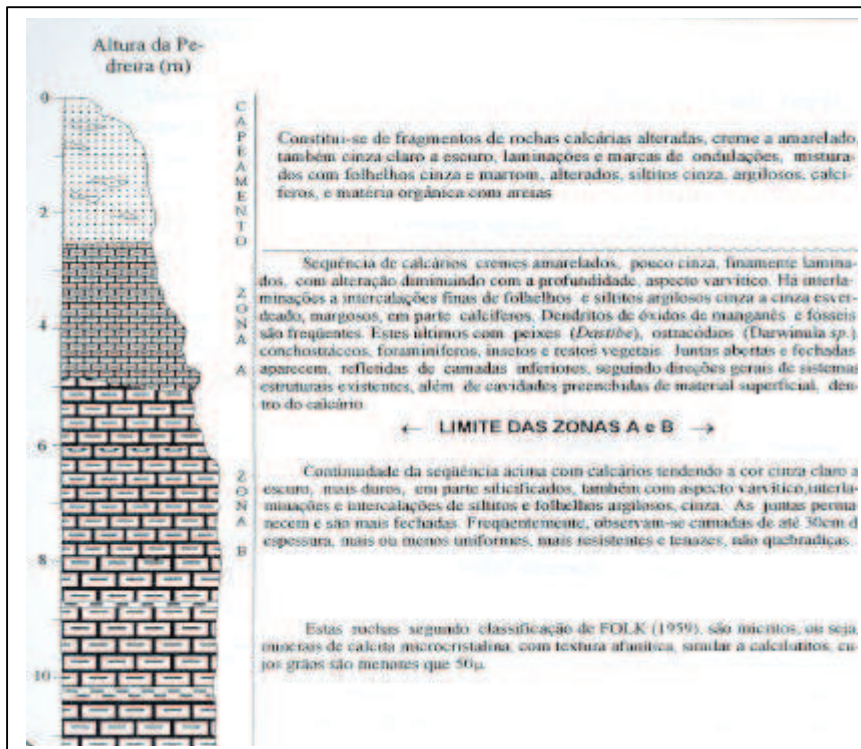 Altura da Pe-
dreira (m)
0
2
4
6
8
10
CAPEAMENTO
ZONA A
ZONA B
Constitui-se de fragmentos de rochas calcárias alteradas, creme a amarelado,
também cinza claro a escuro, laminações e marcas de ondulações, mistura-
dos com folhelhos cinza e marrom, alterados, siltitos cinza, argilosos, calcí-
feros, e matéria orgânica com areias
Sequência de calcários cremes amarelados, pouco cinza, finamente lamina-
dos, com alteração diminuindo com a profundidade, aspecto varvítico. Há interla-
minações a intercalações finas de folhelhos e siltitos argilosos cinza a cinza esver-
deado, margosos, em parte calcíferos. Dendritos de óxidos de manganês e fósseis
são freqüentes. Estes últimos com peixes (Dastibe), ostracódios (Darwinula sp.)
conchostráceos, foraminíferos, insetos e restos vegetais. Juntas abertas e fechadas
aparecem, refletidas de camadas inferiores, seguindo direções gerais de sistemas
estruturais existentes, além de cavidades preenchidas de material superficial, den-
tro do calcário.
← LIMITE DAS ZONAS A e B →
Continuidade da seqüência acima com calcários tendendo a cor cinza claro a
escuro, mais duros, em parte silicificados, também com aspecto varvítico, interla-
minações e intercalações de siltitos e folhelhos argilosos, cinza. As juntas perma-
necem e são mais fechadas. Freqüentemente, observam-se camadas de até 30cm d
espessura, mais ou menos uniformes, mais resistentes e tenazes, não quebradiças.
Estas rochas segundo classificação de FOLK (1959), são micritos, ou seja,
minerais de calcita microcristalina, com textura afanítica, similar a calcilutitos, cu-
jos grãos são menores que 50µ.